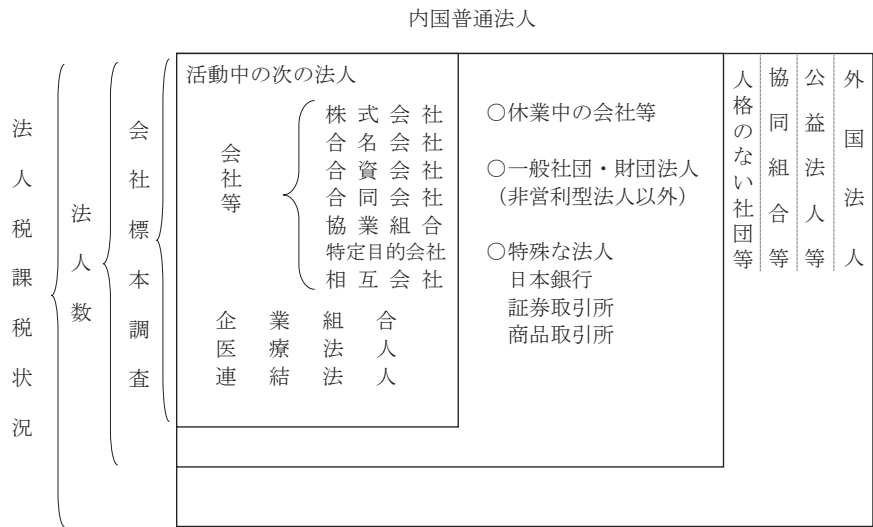 内国普通法人
法人税課税状況
法人数
会社標本調査
活動中の次の法人
会社等
株式会社
合名会社
合資会社
合同会社
協業組合
特定目的会社
相互会社
企業組合
医療法人
連結法人
○休業中の会社等
○一般社団・財団法人
（非営利型法人以外）
○特殊な法人
日本銀行
証券取引所
商品取引所
人格のない社団等
協同組合等
公益法人等
外国法人